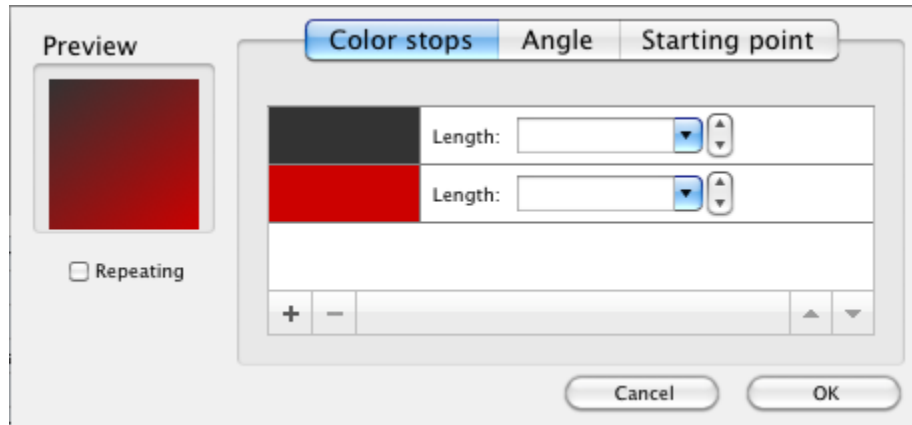 Preview
Color stops Angle Starting point
Length:
Length:
Repeating
Cancel OK